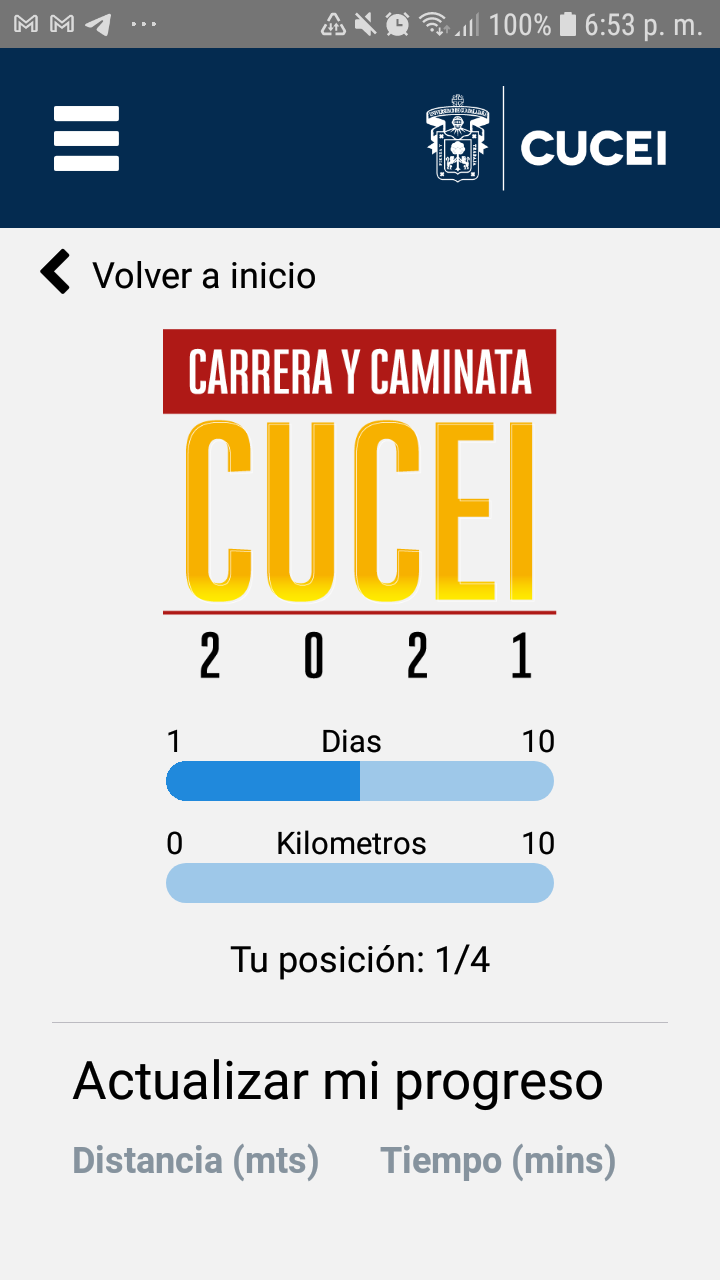 100% 6:53 p. m.
CUCEI
Volver a inicio
CARRERA Y CAMINATA
CUCEI
2 0 2 1
1 Dias 10
0 Kilometros 10
Tu posición: 1/4
Actualizar mi progreso
Distancia (mts) Tiempo (mins)